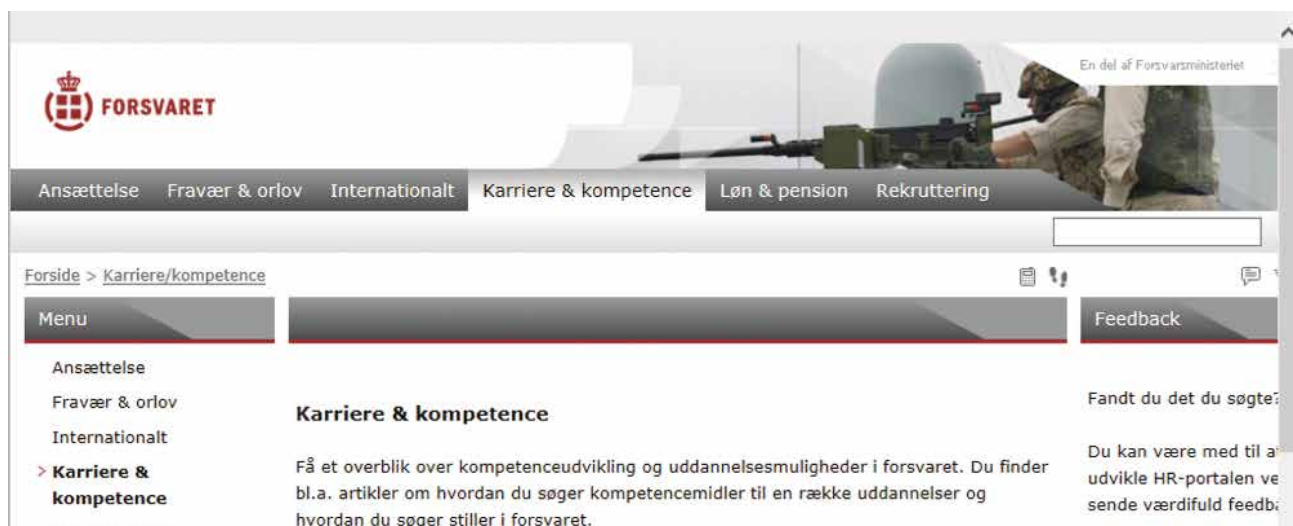 En del af Forsvarsministeriet
FORSVARET
Ansættelse Fravær & orlov Internationalt Karriere & kompetence Løn & pension Rekruttering
Forside > Karriere/kompetence
Menu
Ansættelse
Fravær & orlov
Internationalt
> Karriere &
kompetence
Karriere & kompetence
Få et overblik over kompetenceudvikling og uddannelsesmuligheder i forsvaret. Du finder
bl.a. artikler om hvordan du søger kompetencemidler til en række uddannelser og
hvordan du søger stiller i forsvaret.
Feedback
Fandt du det du søgte?
Du kan være med til a
udvikle HR-portalen ve
sende værdifuld feedba